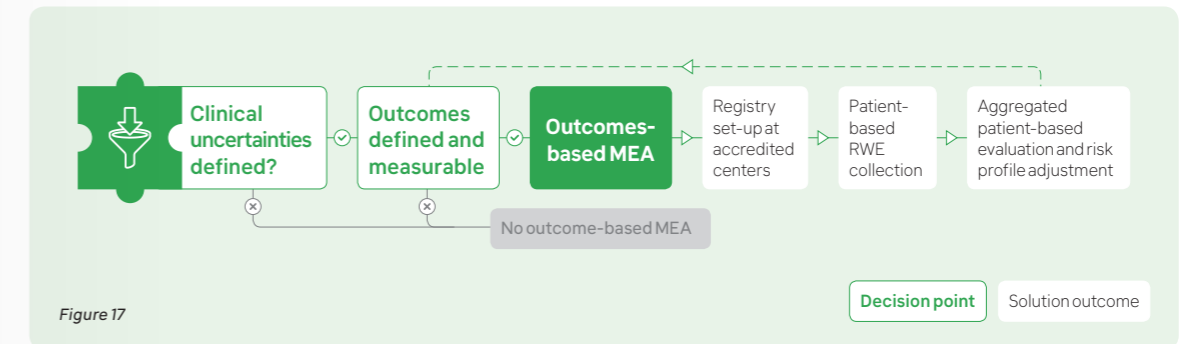 Clinical
uncertainties
defined?
Outcomes
defined and
measurable
Outcomes-
based MEA
Registry
set-up at
accredited
centers
Patient-
based
RWE
collection
Aggregated
patient-based
evaluation and risk
profile adjustment
No outcome-based MEA
Decision point
Solution outcome
Figure 17